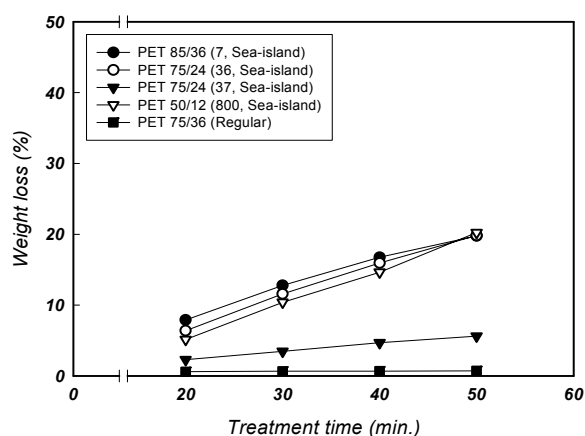 50
40
30
20
10
0
Weight loss (%)
PET 85/36 (7, Sea-island)
PET 75/24 (36, Sea-island)
PET 75/24 (37, Sea-island)
PET 50/12 (800, Sea-island)
PET 75/36 (Regular)
0 20 30 40 50 60
Treatment time (min.)